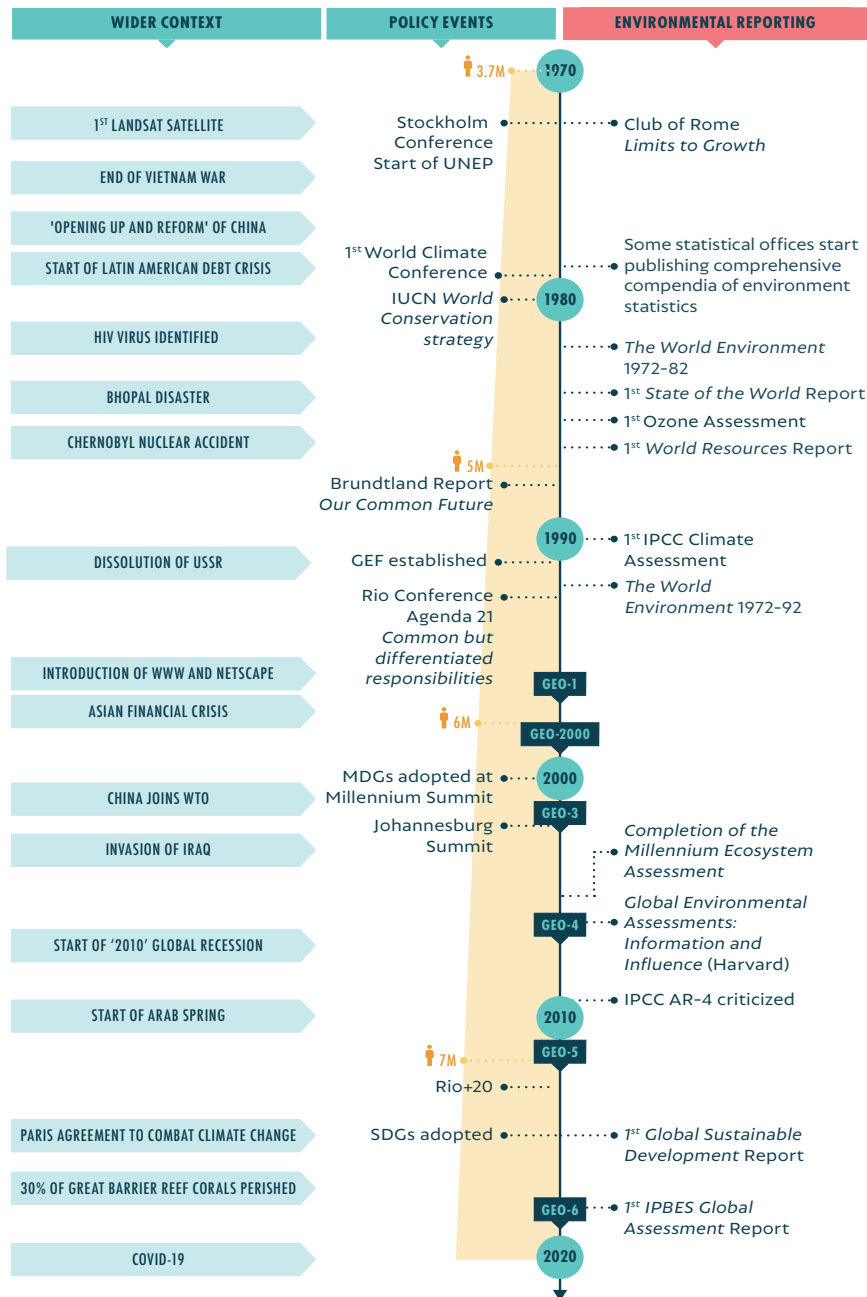 WIDER CONTEXT
POLICY EVENTS
ENVIRONMENTAL REPORTING
3.7M
1970
1ST LANDSAT SATELLITE
Stockholm
Conference
Start of UNEP
Club of Rome
Limits to Growth
END OF VIETNAM WAR
'OPENING UP AND REFORM' OF CHINA
START OF LATIN AMERICAN DEBT CRISIS
1st World Climate
Conference
Some statistical offices start
publishing comprehensive
compendia of environment
statistics
IUCN World
Conservation
strategy
1980
HIV VIRUS IDENTIFIED
The World Environment
1972-82
BHOPAL DISASTER
1st State of the World Report
1st Ozone Assessment
CHERNOBYL NUCLEAR ACCIDENT
1st World Resources Report
5M
Brundtland Report
Our Common Future
1990
1st IPCC Climate
Assessment
DISSOLUTION OF USSR
GEF established
The World
Environment 1972-92
Rio Conference
Agenda 21
Common but
differentiated
responsibilities
INTRODUCTION OF WWW AND NETSCAPE
GEO-1
ASIAN FINANCIAL CRISIS
6M
GEO-2000
MDGs adopted at
Millennium Summit
2000
CHINA JOINS WTO
GEO-3
Johannesburg
Summit
INVASION OF IRAQ
Completion of the
Millennium Ecosystem
Assessment
GEO-4
Global Environmental
Assessments:
Information and
Influence (Harvard)
START OF ‘2010’ GLOBAL RECESSION
IPCC AR-4 criticized
START OF ARAB SPRING
2010
7M
GEO-5
Rio+20
PARIS AGREEMENT TO COMBAT CLIMATE CHANGE
SDGs adopted
1st Global Sustainable
Development Report
30% OF GREAT BARRIER REEF CORALS PERISHED
GEO-6
1st IPBES Global
Assessment Report
COVID-19
2020